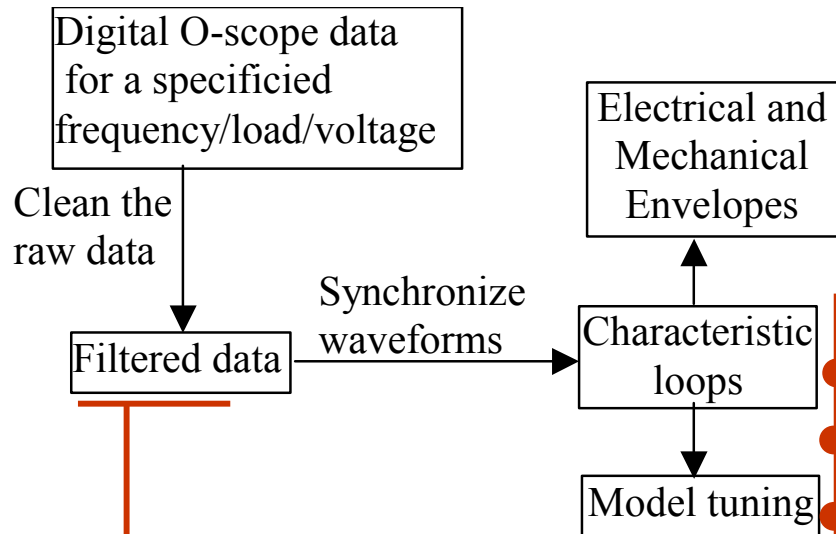 Digital O-scope data
for a specificied
frequency/load/voltage
Clean the
raw data
Filtered data
Synchronize
waveforms
Electrical and
Mechanical
Envelopes
Characteristic
loops
Model tuning